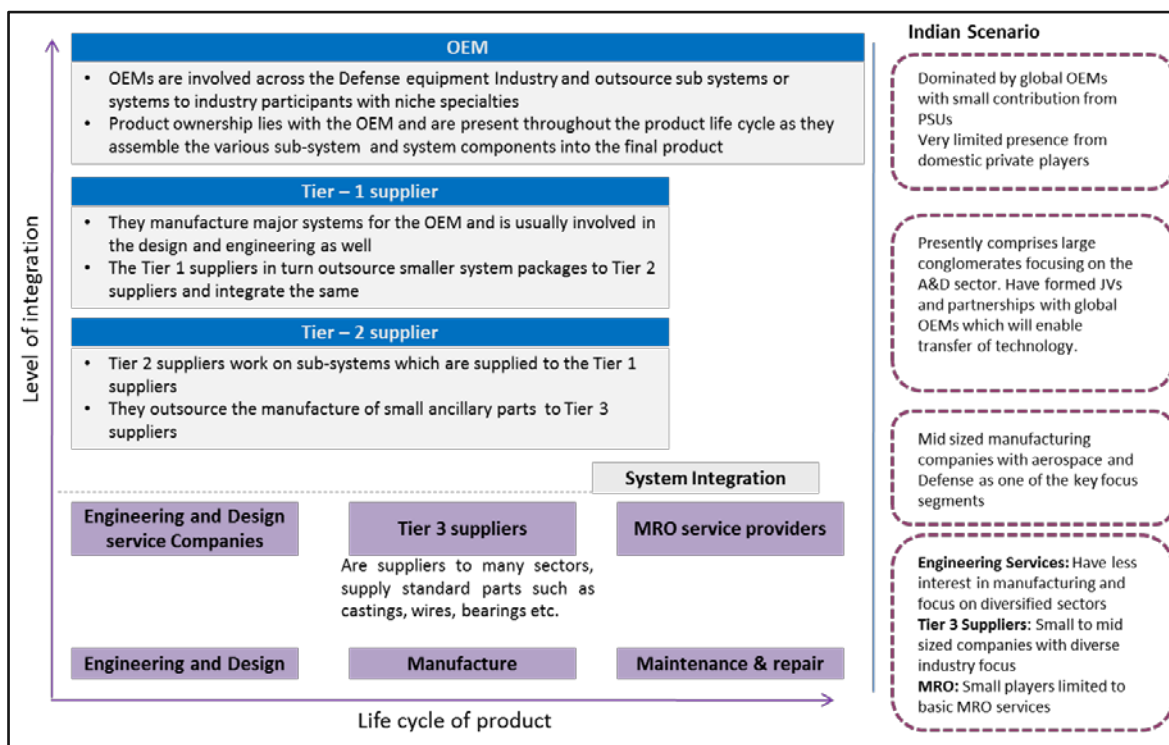 OEM
• OEMs are involved across the Defense equipment Industry and outsource sub systems or
systems to industry participants with niche specialties
• Product ownership lies with the OEM and are present throughout the product life cycle as they
assemble the various sub-system and system components into the final product
Tier – 1 supplier
• They manufacture major systems for the OEM and is usually involved in
the design and engineering as well
• The Tier 1 suppliers in turn outsource smaller system packages to Tier 2
suppliers and integrate the same
Tier – 2 supplier
• Tier 2 suppliers work on sub-systems which are supplied to the Tier 1
suppliers
• They outsource the manufacture of small ancillary parts to Tier 3
suppliers
System Integration
Engineering and Design
service Companies
Tier 3 suppliers
Are suppliers to many sectors,
supply standard parts such as
castings, wires, bearings etc.
MRO service providers
Engineering and Design
Manufacture
Maintenance & repair
Level of integration
Life cycle of product
Indian Scenario
Dominated by global OEMs
with small contribution from
PSUs
Very limited presence from
domestic private players
Presently comprises large
conglomerates focusing on the
A&D sector. Have formed JVs
and partnerships with global
OEMs which will enable
transfer of technology.
Mid sized manufacturing
companies with aerospace and
Defense as one of the key focus
segments
Engineering Services: Have less
interest in manufacturing and
focus on diversified sectors
Tier 3 Suppliers: Small to mid
sized companies with diverse
industry focus
MRO: Small players limited to
basic MRO services